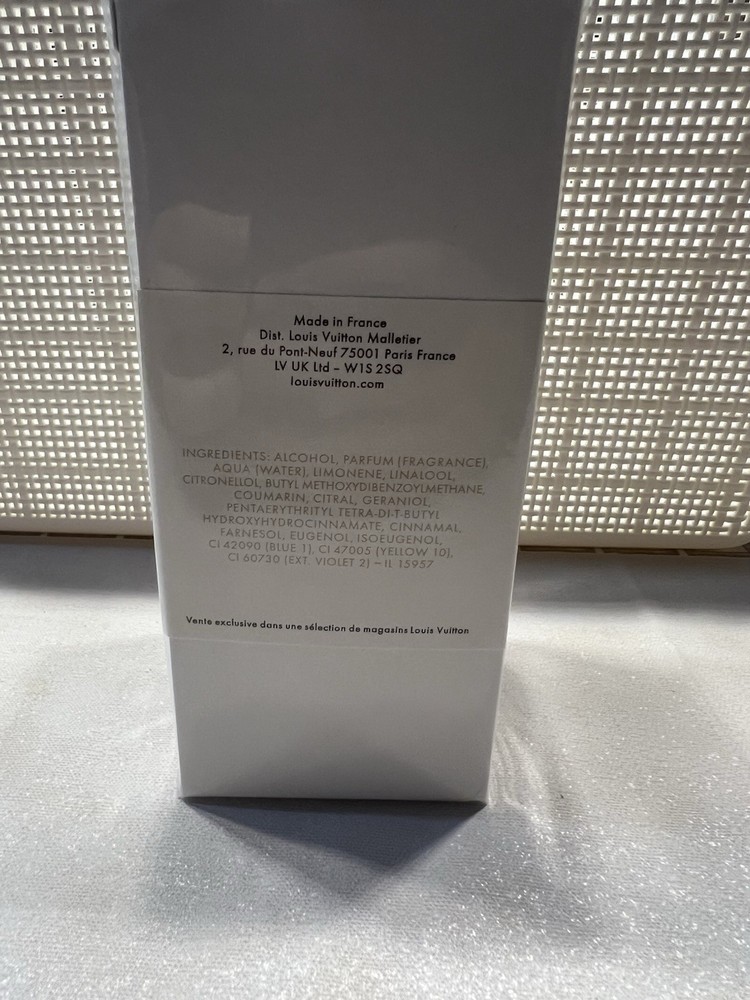 Made in France
Dist. Louis Vuitton Malletier
2, rue du Pont-Neuf 75001 Paris France
LV UK Ltd – W1S 2SQ
louisvuitton.com
INGREDIENTS: ALCOHOL, PARFUM (FRAGRANCE),
AQUA (WATER), LIMONENE, LINALOOL,
CITRONELLOL, BUTYL METHOXYDIBENZOYLMETHANE,
COUMARIN, CITRAL, GERANIOL,
PENTAERYTHRITYL TETRA-DI-T-BUTYL
HYDROXYHYDROCINNAMATE, CINNAMAL,
FARNESOL, EUGENOL, ISOEUGENOL,
CI 42090 (BLUE 1), CI 47005 (YELLOW 10),
CI 60730 (EXT. VIOLET 2) – IL 15957
Vente exclusive dans une sélection de magasins Louis Vuitton